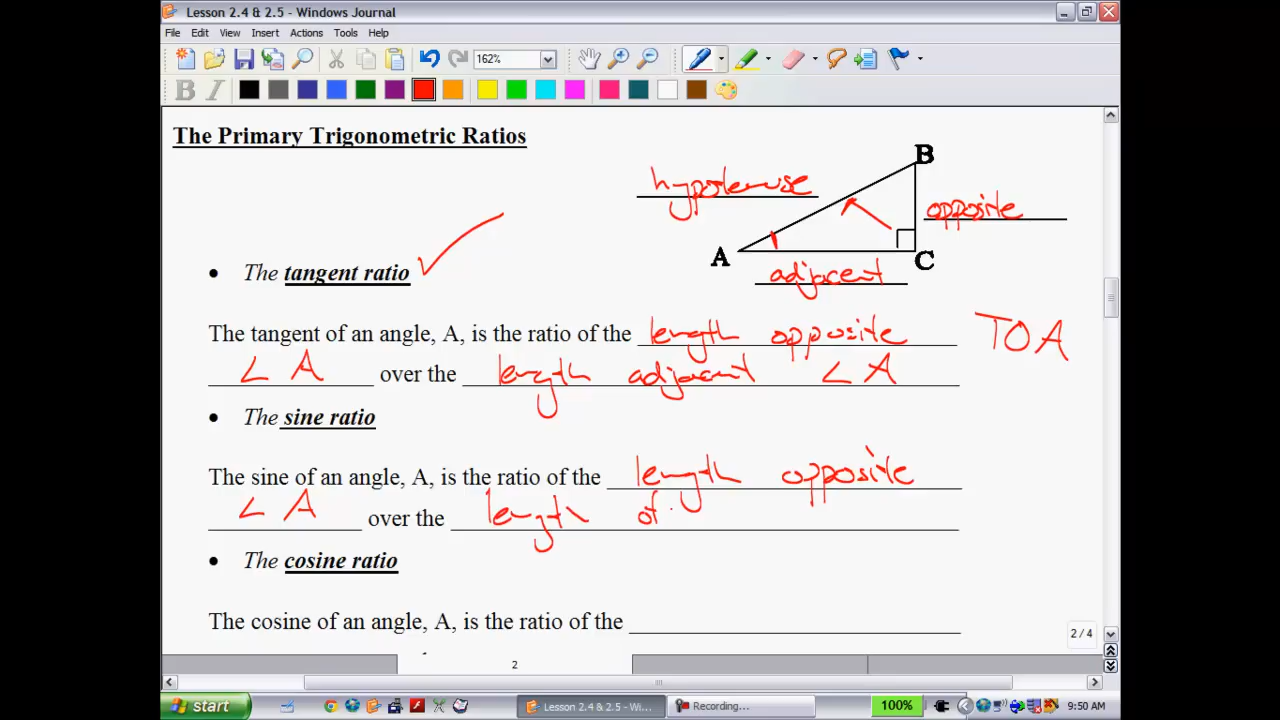 Lesson 2.4 & 2.5 - Windows Journal
File Edit View Insert Actions Tools Help
162%
B I
The Primary Trigonometric Ratios
B
hypotenuse
opposite
A
C
adjacent
• The tangent ratio
The tangent of an angle, A, is the ratio of the length opposite
TOA
∠ A over the length adjacent ∠ A
• The sine ratio
The sine of an angle, A, is the ratio of the length opposite
∠ A over the length of
• The cosine ratio
The cosine of an angle, A, is the ratio of the
2 / 4
2
start
Lesson 2.4 & 2.5 - Win...
Recording...
100%
9:50 AM